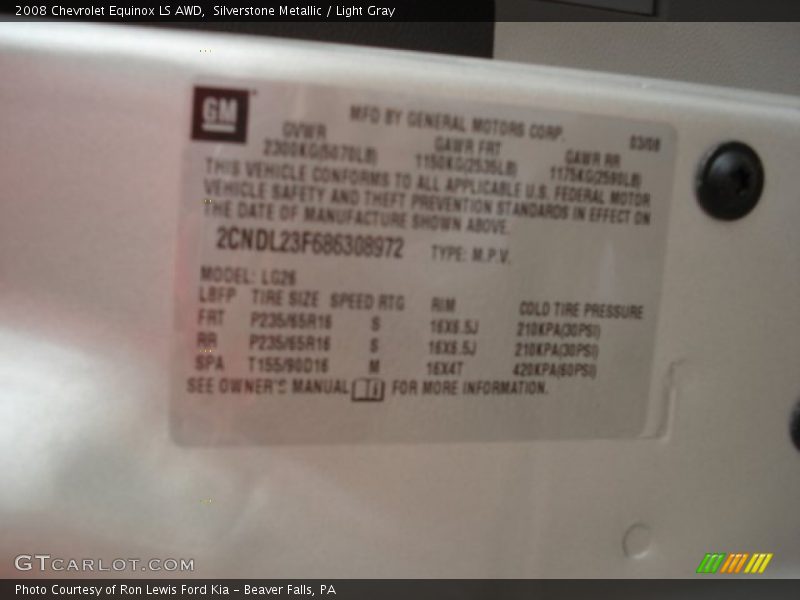 2008 Chevrolet Equinox LS AWD,  Silverstone Metallic / Light Gray
GM
MFD BY GENERAL MOTORS CORP.
03/08
GVWR GAWR FRT GAWR RR
2300KG(5070LB) 1150KG(2535LB) 1175KG(2590LB)
THIS VEHICLE CONFORMS TO ALL APPLICABLE U.S. FEDERAL MOTOR
VEHICLE SAFETY AND THEFT PREVENTION STANDARDS IN EFFECT ON
THE DATE OF MANUFACTURE SHOWN ABOVE.
2CNDL23F686308972 TYPE: M.P.V.
MODEL: LG26
LBFP TIRE SIZE SPEED RTG RIM COLD TIRE PRESSURE
FRT P235/65R16 S 16X6.5J 210KPA(30PSI)
RR P235/65R16 S 16X6.5J 210KPA(30PSI)
SPA T155/90D16 M 16X4T 420KPA(60PSI)
SEE OWNER'S MANUAL FOR MORE INFORMATION.
GTCARLOT.COM
Photo Courtesy of Ron Lewis Ford Kia - Beaver Falls, PA